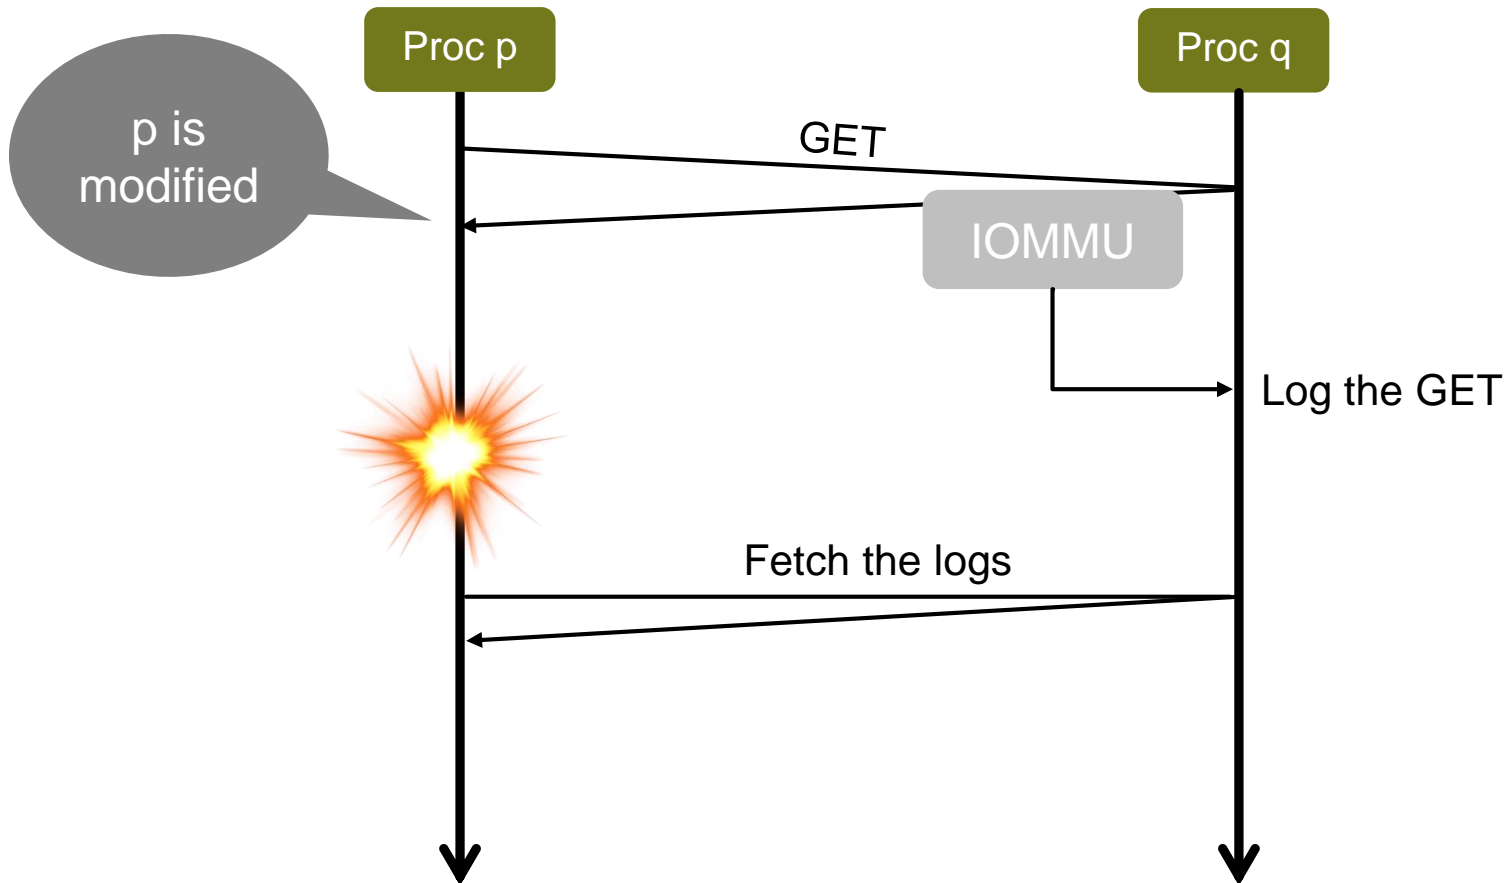 Proc p
Proc q
p is
modified
GET
IOMMU
Log the GET
Fetch the logs